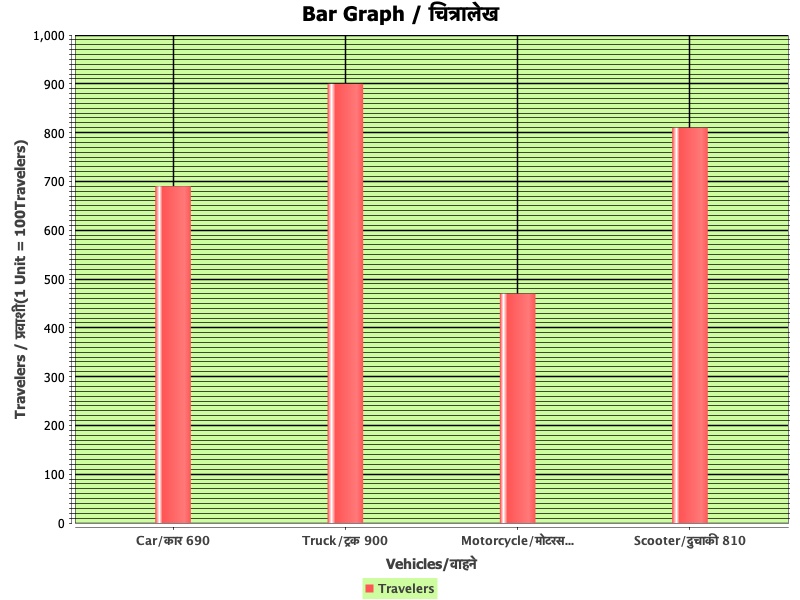 Bar Graph / चित्रालेख
1,000
900
800
700
600
500
400
300
200
100
0
Travelers / प्रवाशी(1 Unit = 100Travelers)
Car/कार 690
Truck/ट्रक 900
Motorcycle/मोटरस...
Scooter/दुचाकी 810
Vehicles/वाहने
Travelers